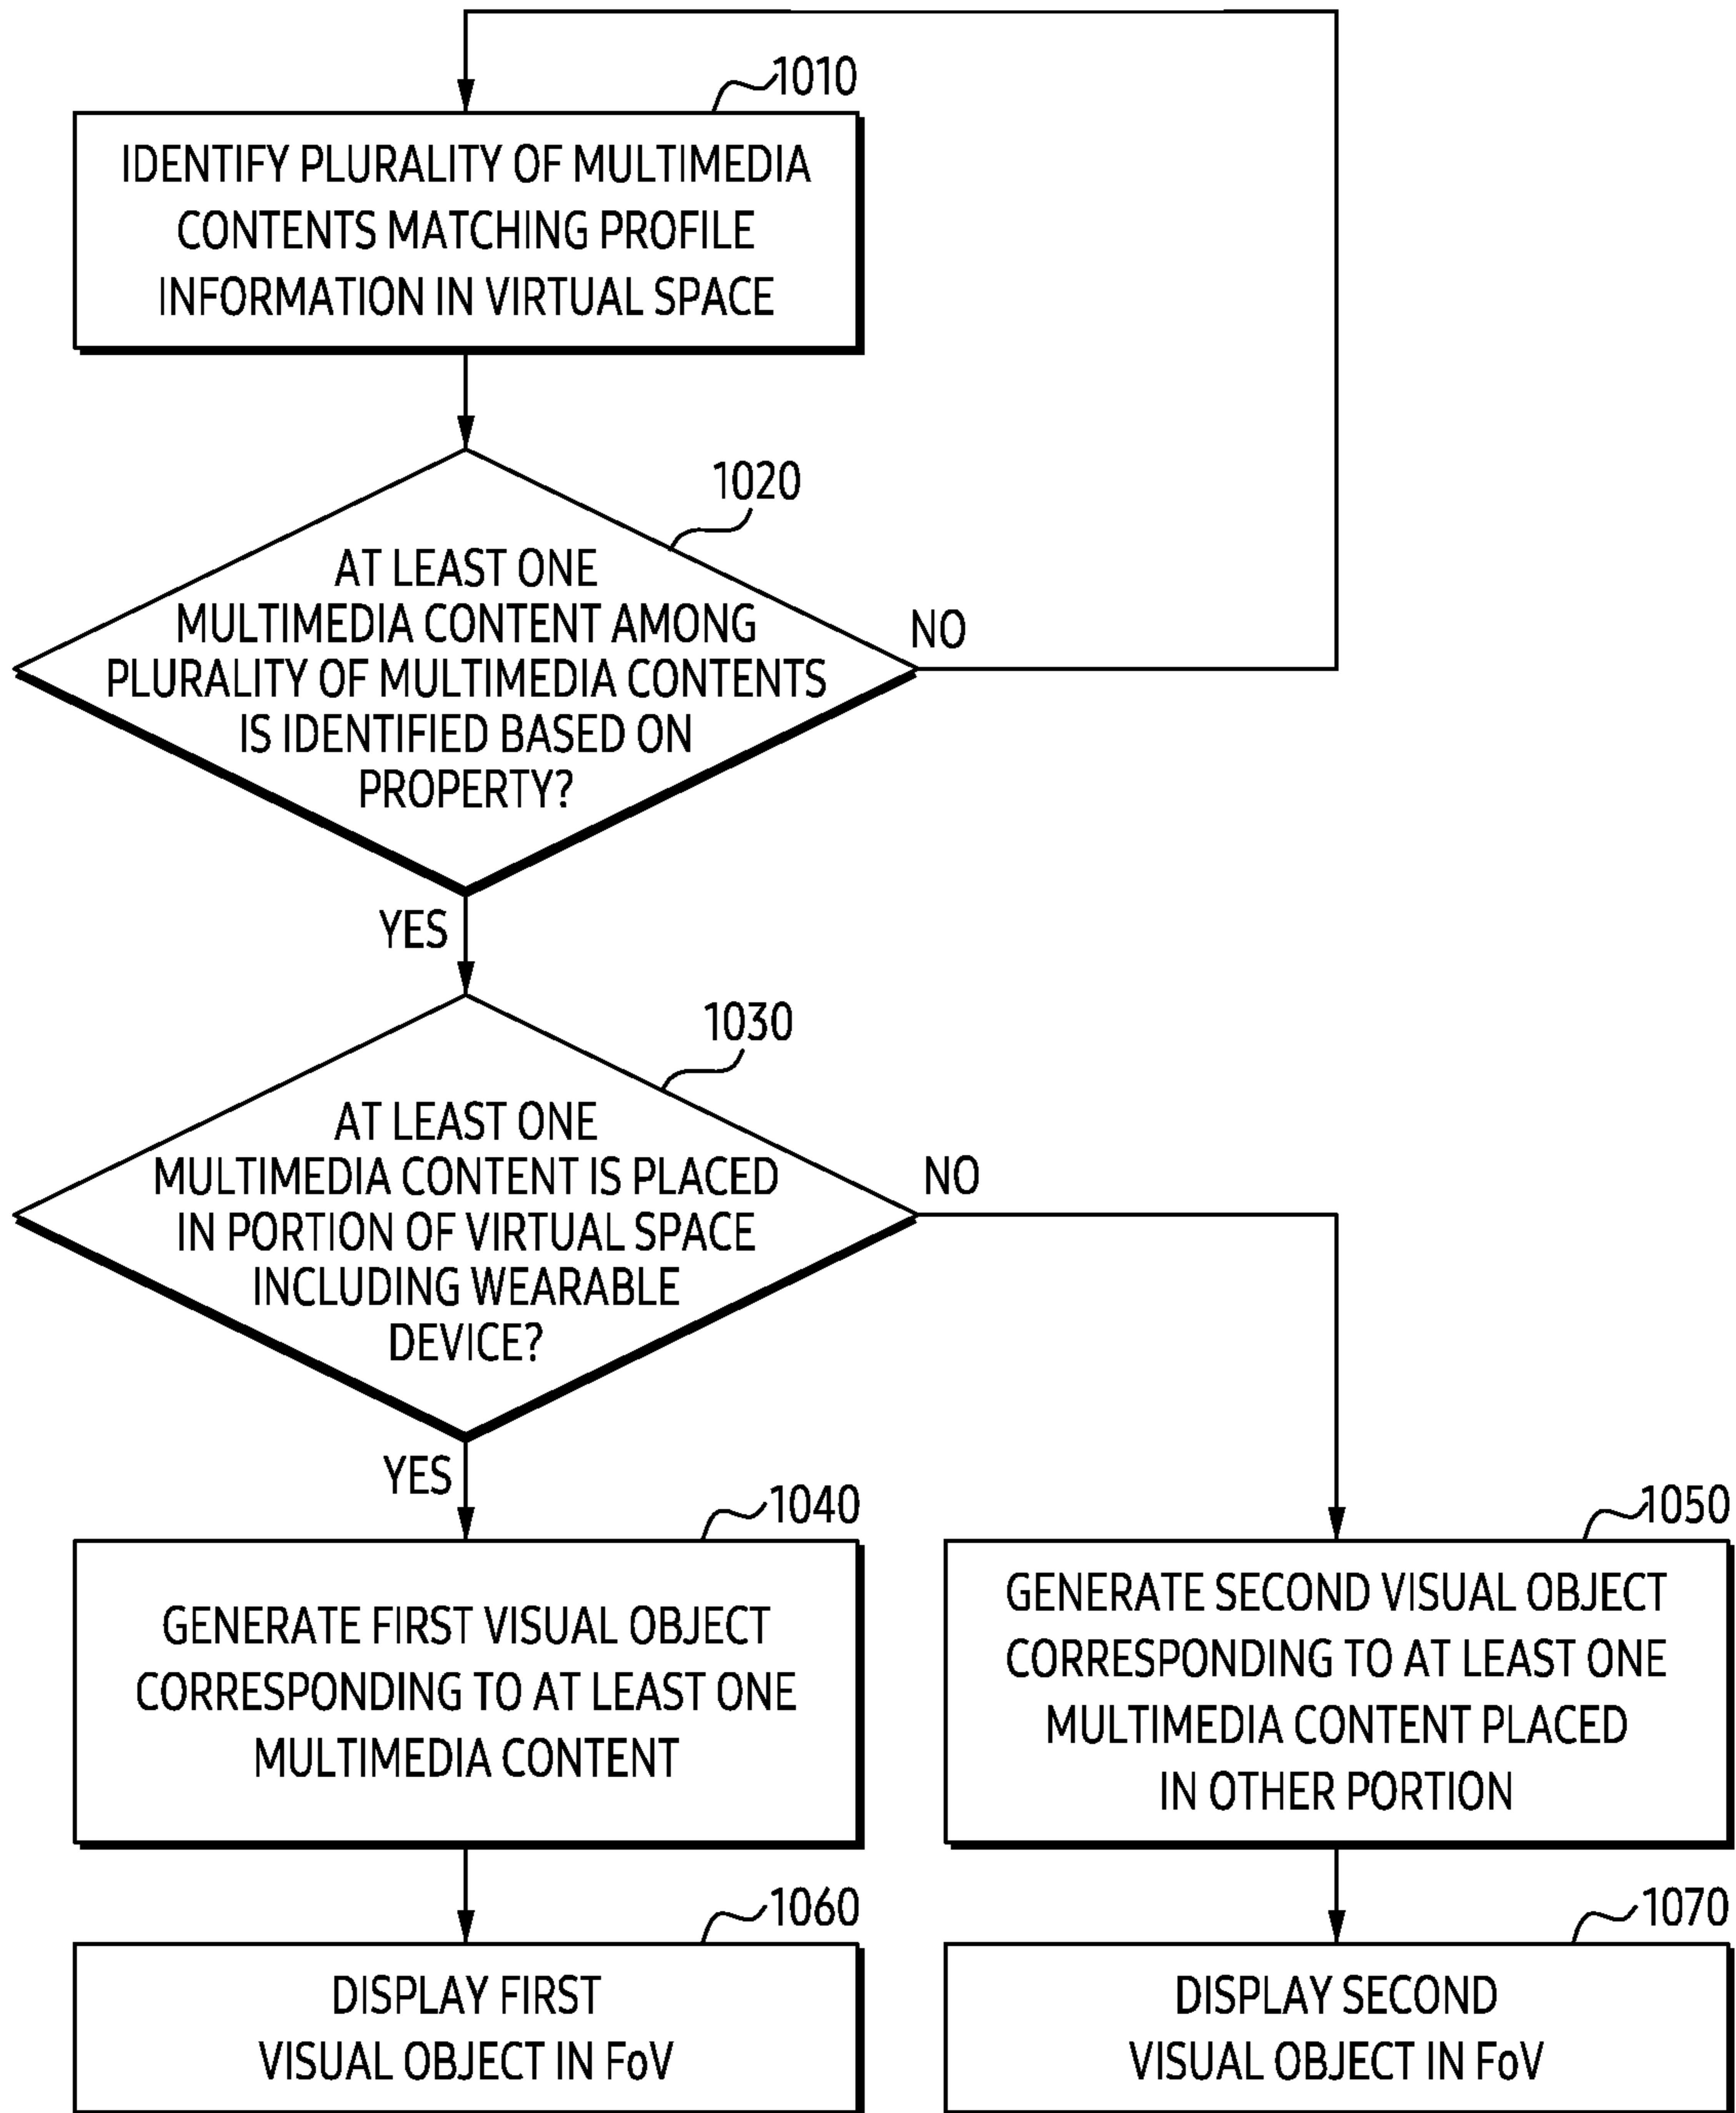 1010
IDENTIFY PLURALITY OF MULTIMEDIA
CONTENTS MATCHING PROFILE
INFORMATION IN VIRTUAL SPACE
1020
AT LEAST ONE
MULTIMEDIA CONTENT AMONG
PLURALITY OF MULTIMEDIA CONTENTS
IS IDENTIFIED BASED ON
PROPERTY?
NO
YES
1030
AT LEAST ONE
MULTIMEDIA CONTENT IS PLACED
IN PORTION OF VIRTUAL SPACE
INCLUDING WEARABLE
DEVICE?
NO
YES
1040
GENERATE FIRST VISUAL OBJECT
CORRESPONDING TO AT LEAST ONE
MULTIMEDIA CONTENT
1050
GENERATE SECOND VISUAL OBJECT
CORRESPONDING TO AT LEAST ONE
MULTIMEDIA CONTENT PLACED
IN OTHER PORTION
1060
DISPLAY FIRST
VISUAL OBJECT IN FoV
1070
DISPLAY SECOND
VISUAL OBJECT IN FoV